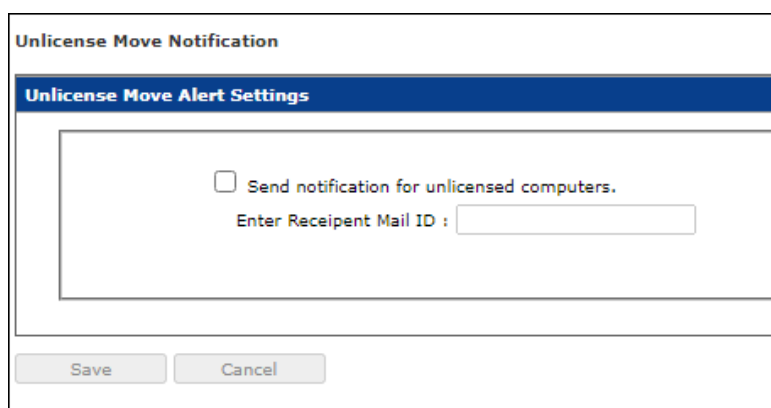 Unlicense Move Notification
Unlicense Move Alert Settings
Send notification for unlicensed computers.
Enter Receipent Mail ID :
Save Cancel